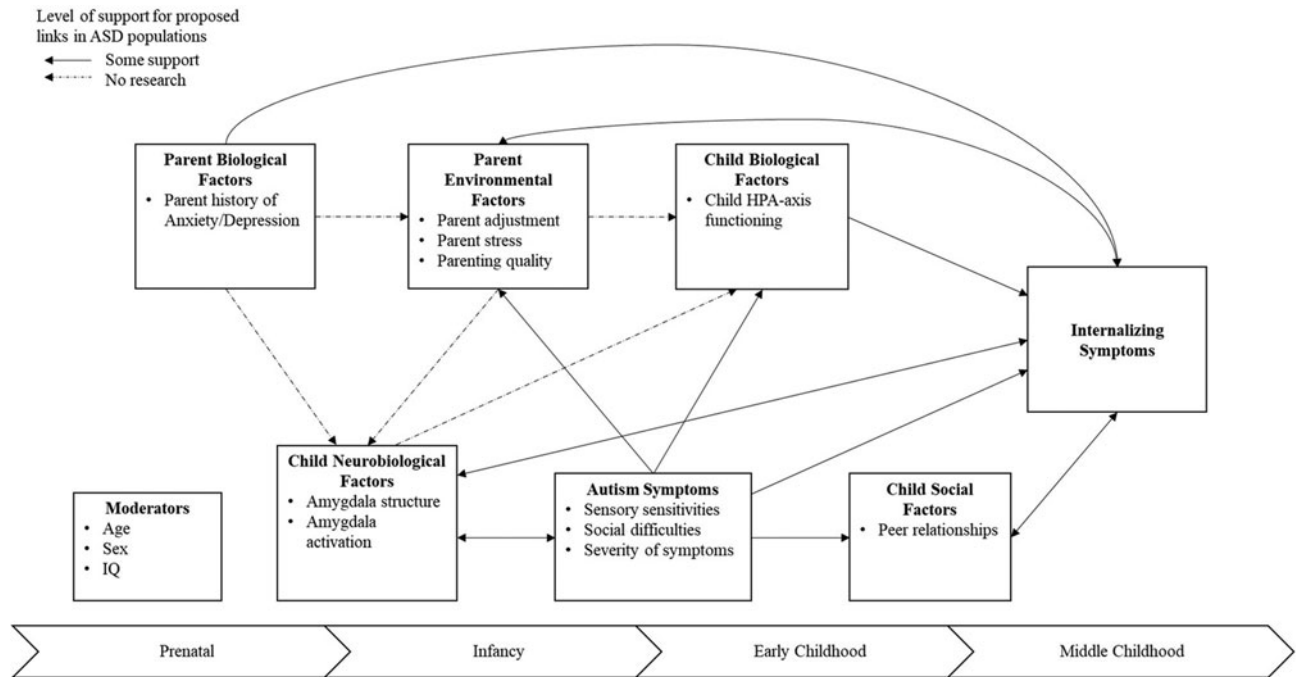 Level of support for proposed
links in ASD populations
Some support
No research
Parent Biological
Factors
• Parent history of
Anxiety/Depression
Parent
Environmental
Factors
• Parent adjustment
• Parent stress
• Parenting quality
Child Biological
Factors
• Child HPA-axis
functioning
Internalizing
Symptoms
Moderators
• Age
• Sex
• IQ
Child Neurobiological
Factors
• Amygdala structure
• Amygdala
activation
Autism Symptoms
• Sensory sensitivities
• Social difficulties
• Severity of symptoms
Child Social
Factors
• Peer relationships
Prenatal
Infancy
Early Childhood
Middle Childhood